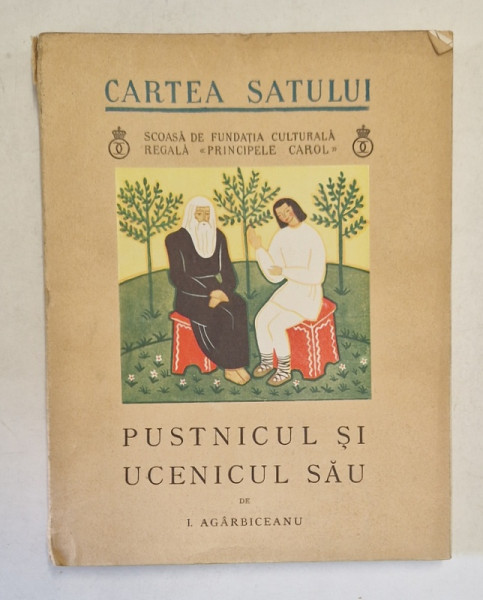 CARTEA SATULUI
SCOASĂ DE FUNDAȚIA CULTURALĂ
REGALĂ «PRINCIPELE CAROL»
PUSTNICUL ȘI
UCENICUL SĂU
DE
I. AGÂRBICEANU